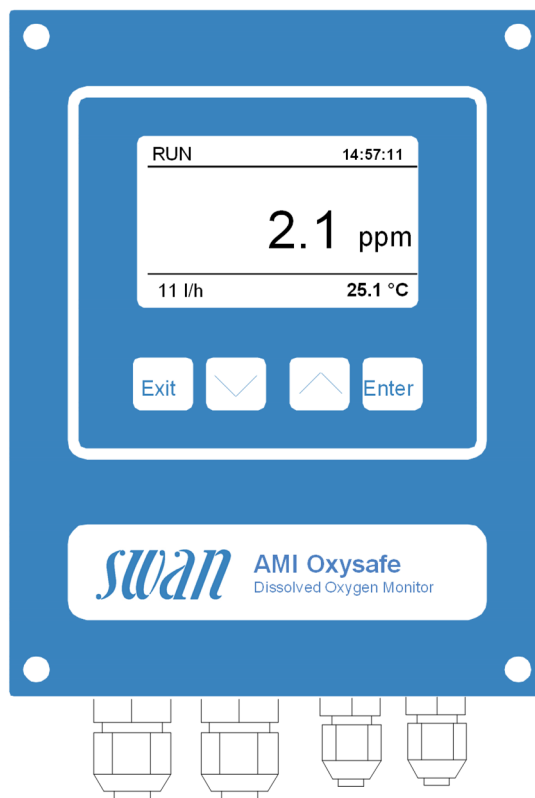 RUN 14:57:11
2.1 ppm
11 l/h 25.1 °C
Exit Enter
swan AMI Oxysafe
Dissolved Oxygen Monitor